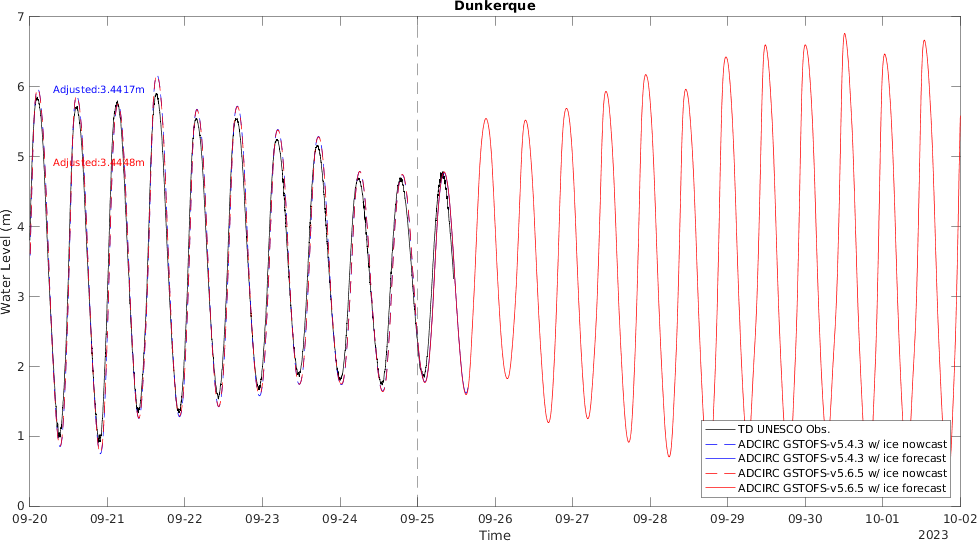 Dunkerque
7
6
5
4
3
2
1
0
Water Level (m)
Adjusted:3.4417m
Adjusted:3.4448m
TD UNESCO Obs.
ADCIRC GSTOFS-v5.4.3 w/ ice nowcast
ADCIRC GSTOFS-v5.4.3 w/ ice forecast
ADCIRC GSTOFS-v5.6.5 w/ ice nowcast
ADCIRC GSTOFS-v5.6.5 w/ ice forecast
09-20 09-21 09-22 09-23 09-24 09-25 09-26 09-27 09-28 09-29 09-30 10-01 10-02
Time
2023